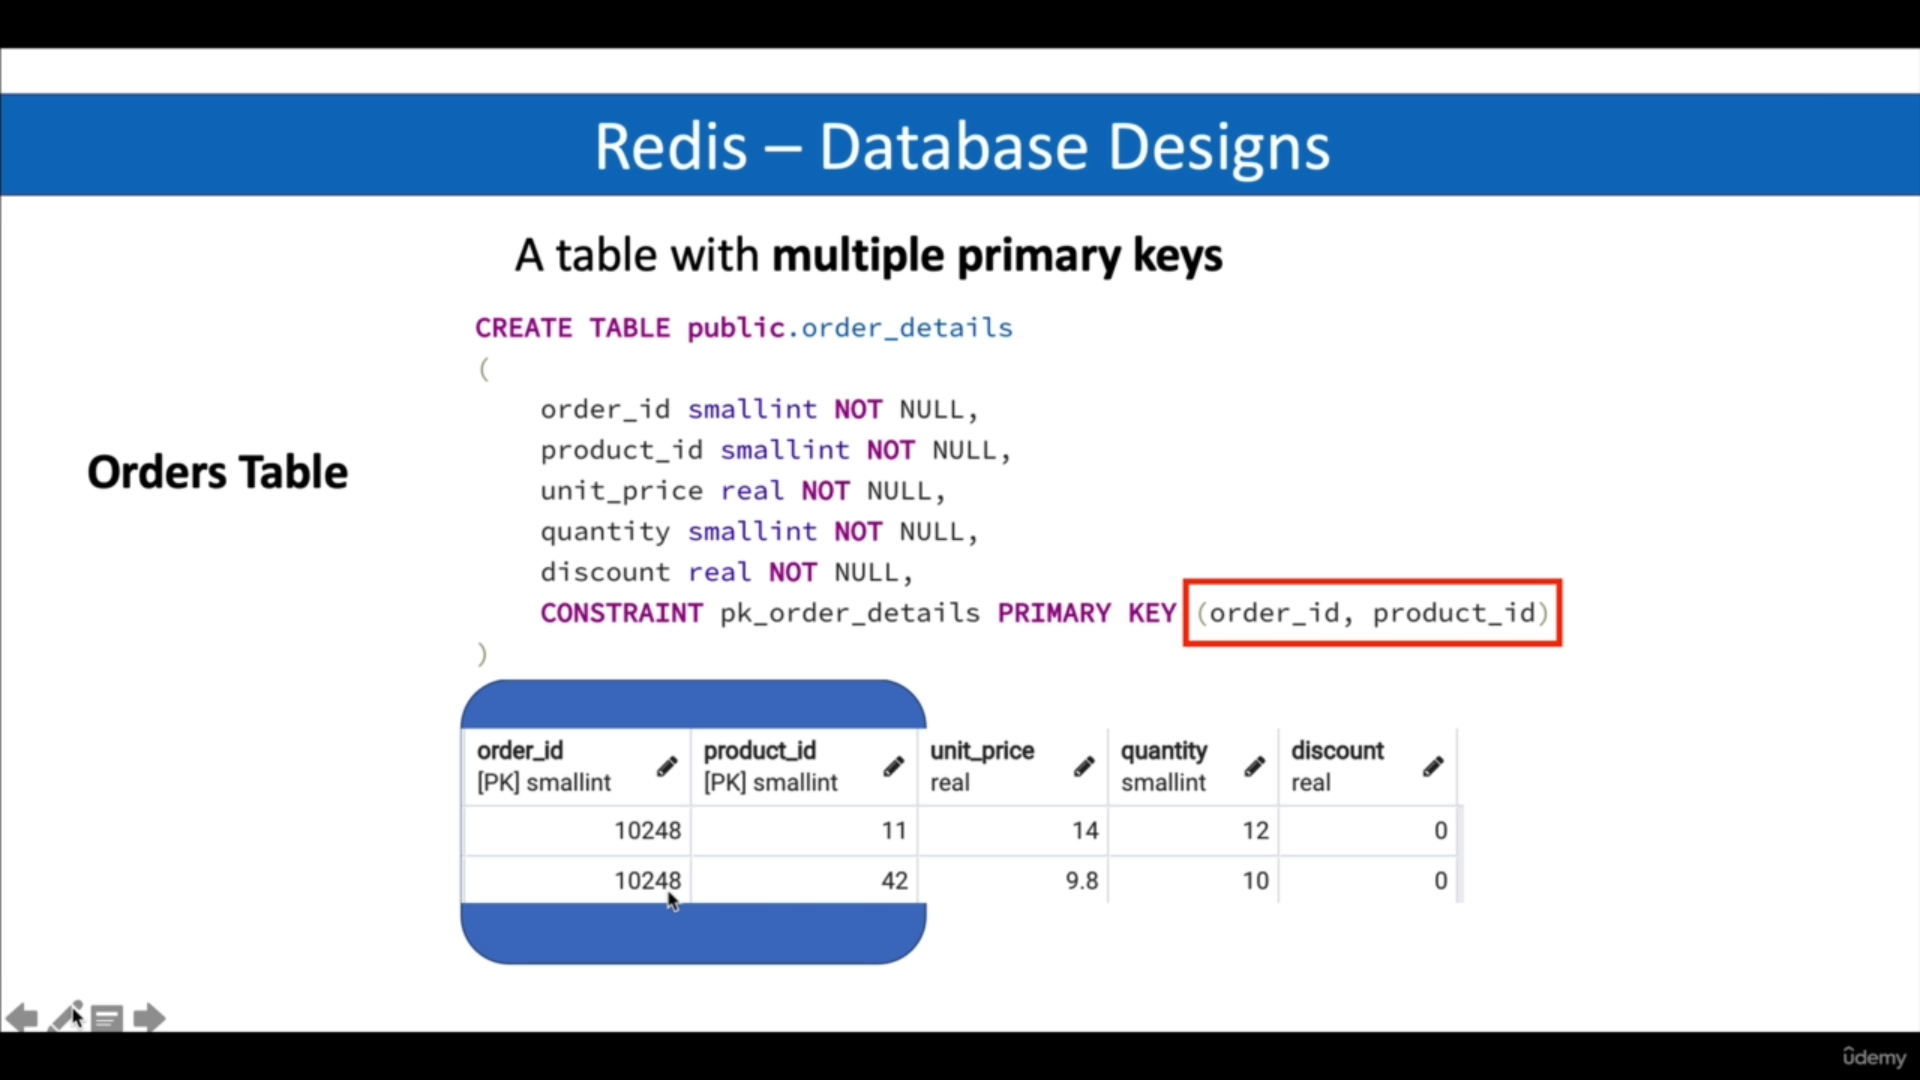 Redis – Database Designs
A table with multiple primary keys
CREATE TABLE public.order_details
(
order_id smallint NOT NULL,
product_id smallint NOT NULL,
Orders Table
unit_price real NOT NULL,
quantity smallint NOT NULL,
discount real NOT NULL,
CONSTRAINT pk_order_details PRIMARY KEY (order_id, product_id)
)
order_id product_id unit_price quantity discount
[PK] smallint [PK] smallint real smallint real
10248 11 14 12 0
10248 42 9.8 10 0
ûdemy